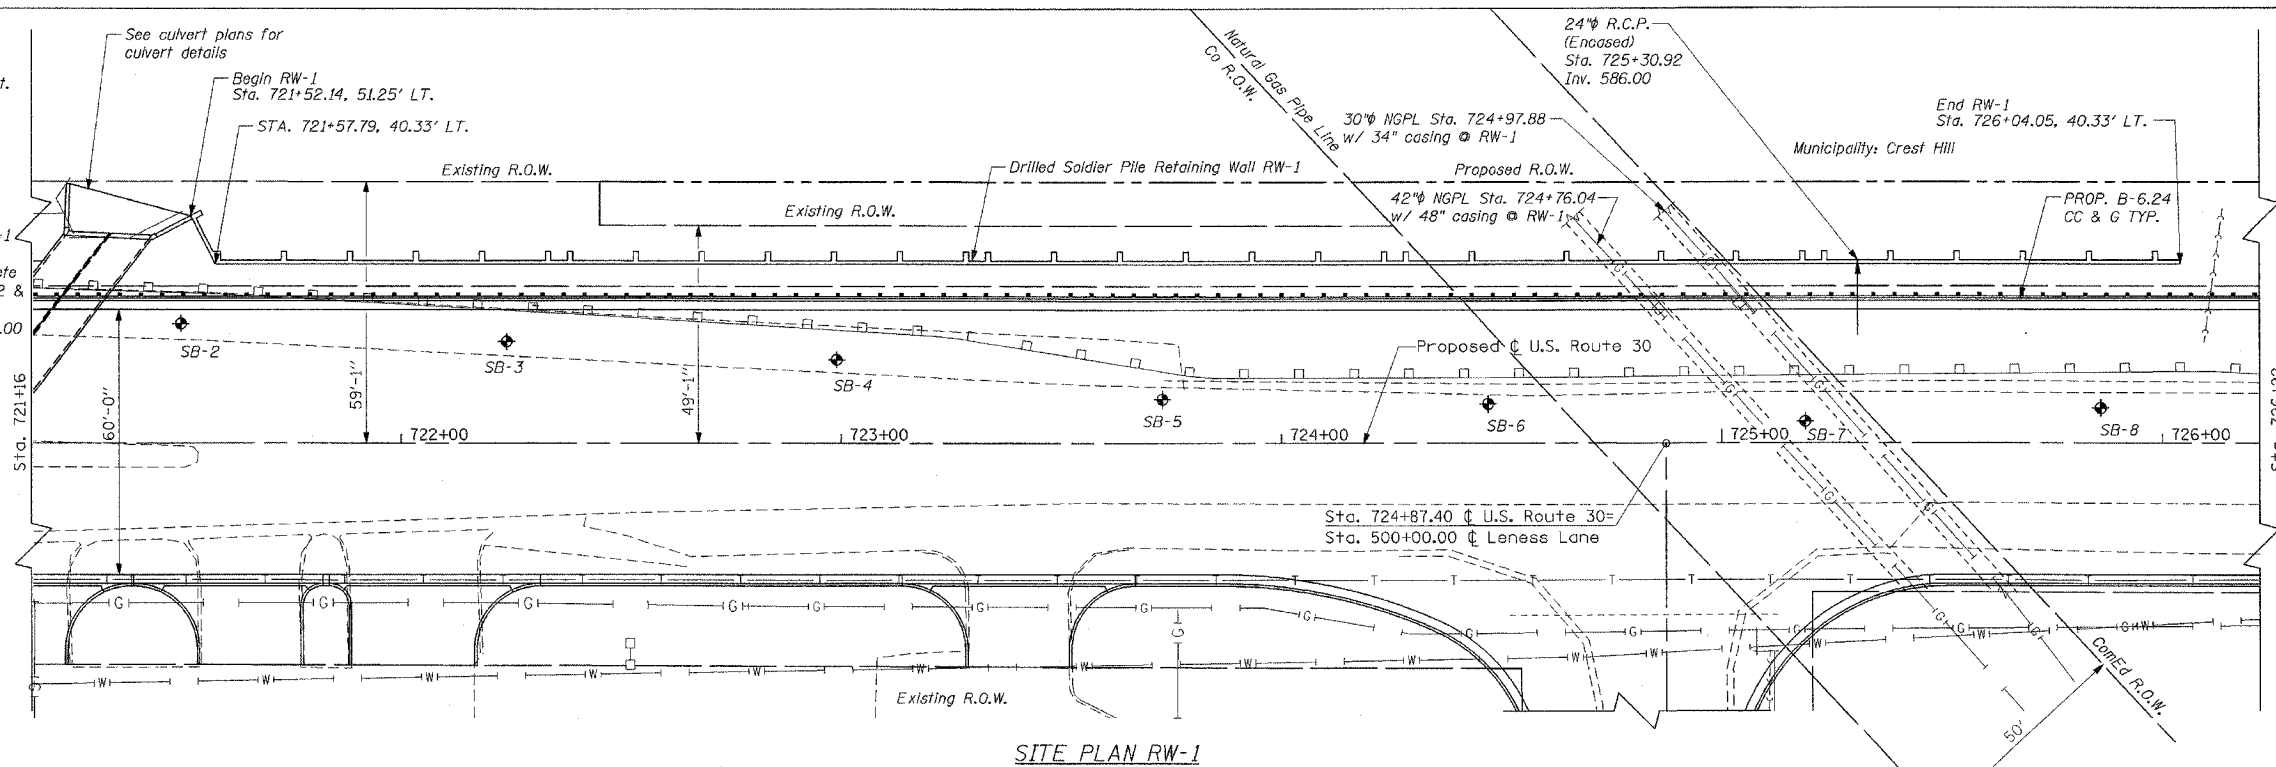 See culvert plans for
culvert details
t.
Begin RW-1
Sta. 721+52.14, 51.25' LT.
STA. 721+57.79, 40.33' LT.
Existing R.O.W.
Existing R.O.W.
Drilled Soldier Pile Retaining Wall RW-1
Natural Gas Pipe Line
Co R.O.W.
24"ϕ R.C.P.
(Encased)
Sta. 725+30.92
Inv. 586.00
30"ϕ NGPL Sta. 724+97.88
w/ 34" casing @ RW-1
Proposed R.O.W.
42"ϕ NGPL Sta. 724+76.04
w/ 48" casing @ RW-1
End RW-1
Sta. 726+04.05, 40.33' LT.
Municipality: Crest Hill
PROP. B-6.24
CC & G TYP.
SB-2
SB-3
SB-4
SB-5
SB-6
SB-7
SB-8
Sta. 721+16
60'-0"
59'-1"
49'-1"
Proposed ℄ U.S. Route 30
722+00
723+00
724+00
725+00
726+00
Sta. 724+87.40 ℄ U.S. Route 30=
Sta. 500+00.00 ℄ Leness Lane
T T T T T T T
G G G G G G G G G G G G G
W W W W W W W W W W W W
Existing R.O.W.
ComEd R.O.W.
50'
SITE PLAN RW-1